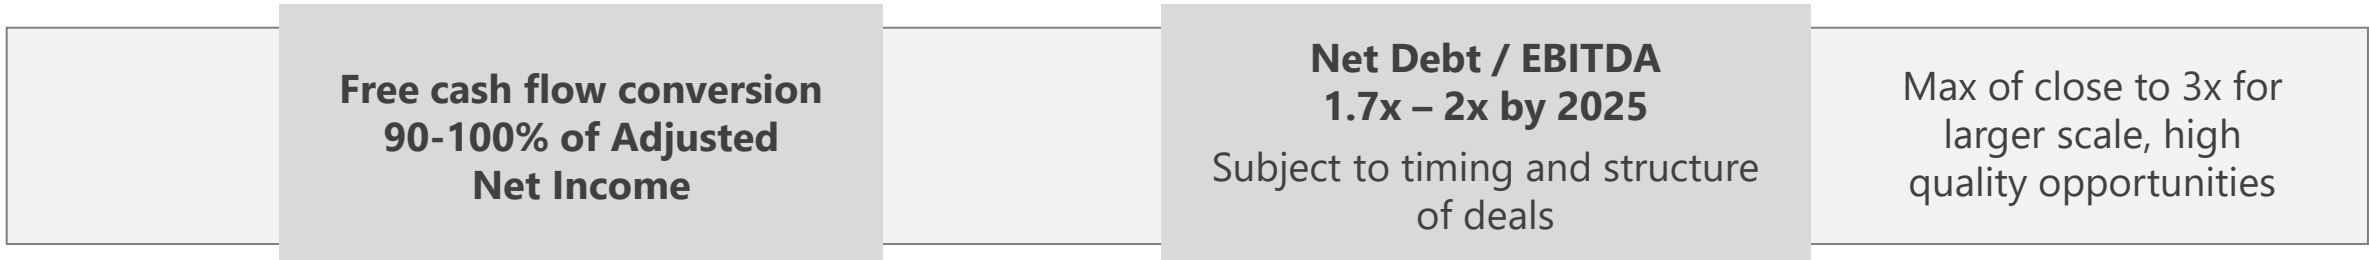 Free cash flow conversion
90-100% of Adjusted
Net Income
Net Debt / EBITDA
1.7x – 2x by 2025
Subject to timing and structure
of deals
Max of close to 3x for
larger scale, high
quality opportunities